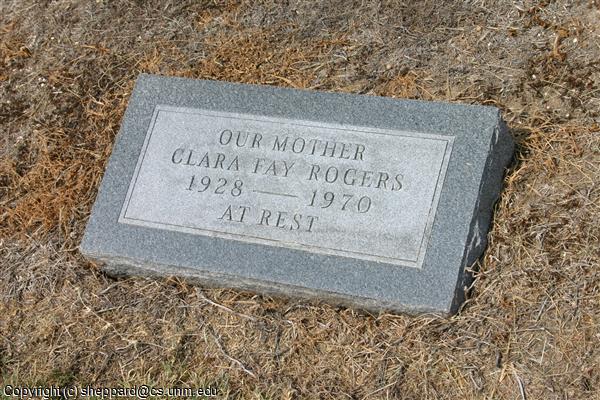 OUR MOTHER
CLARA FAY ROGERS
1928 — 1970
AT REST
Copyright (c) sheppard@cs.unm.edu